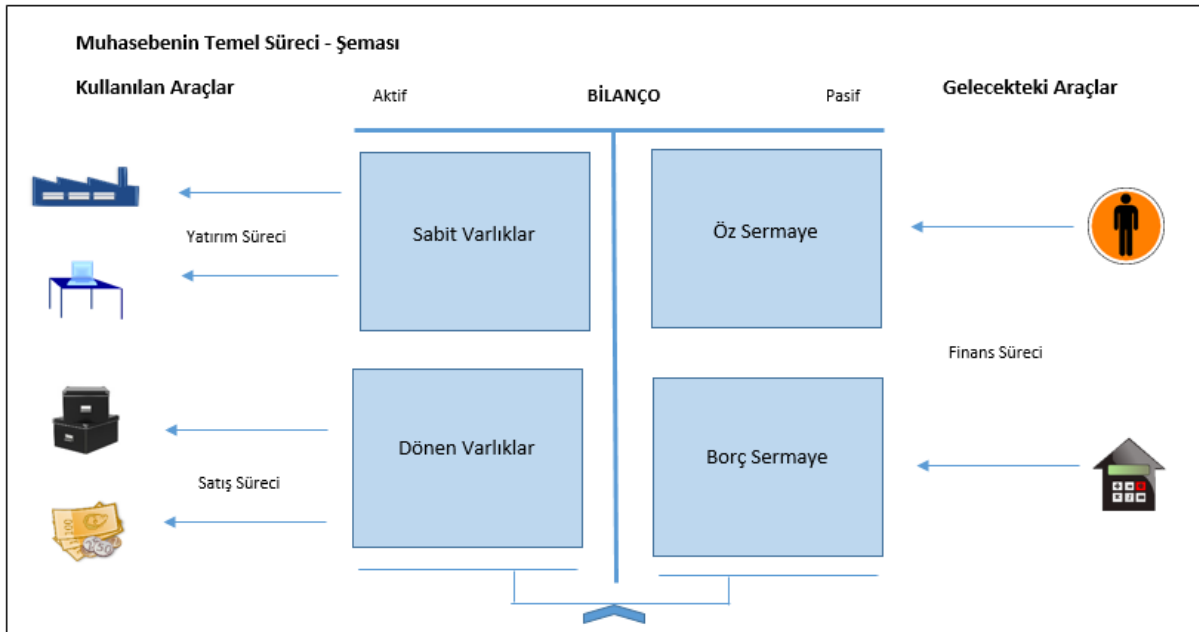 Muhasebenin Temel Süreci - Şeması
Kullanılan Araçlar
Aktif
BİLANÇO
Pasif
Gelecekteki Araçlar
Yatırım Süreci
Sabit Varlıklar
Öz Sermaye
Finans Süreci
Dönen Varlıklar
Borç Sermaye
Satış Süreci